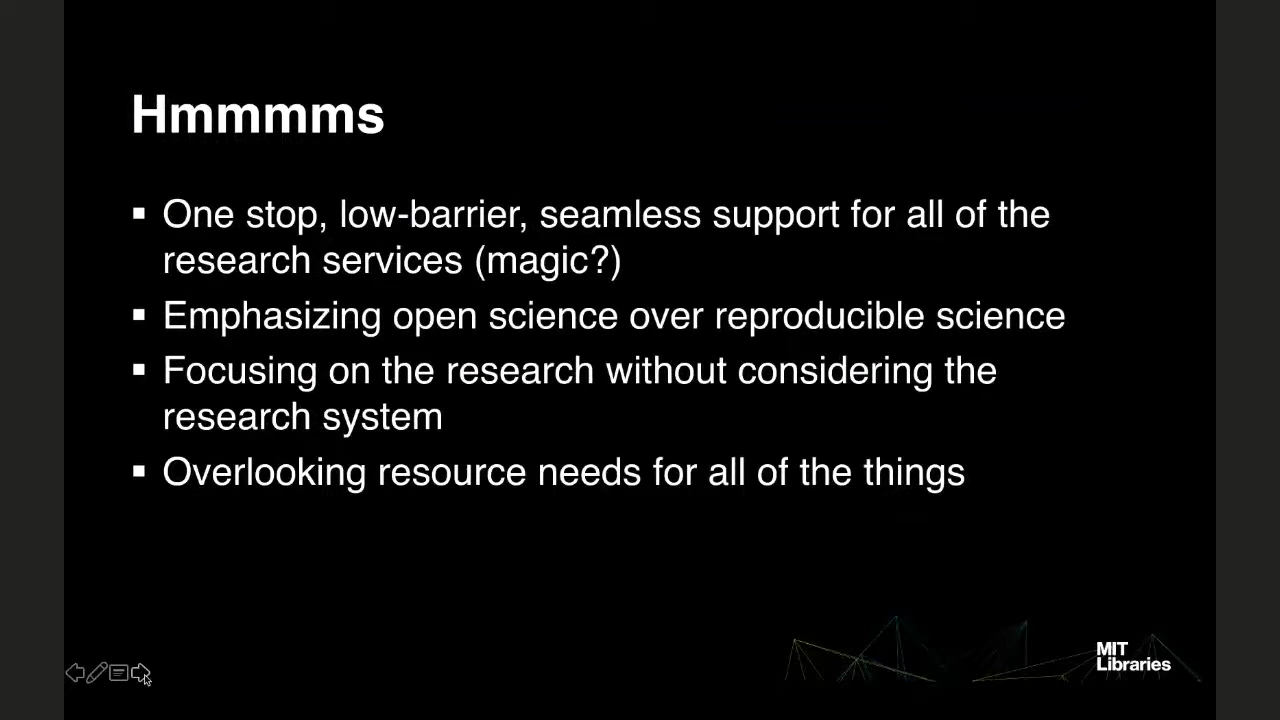 Hmmmms
▪ One stop, low-barrier, seamless support for all of the
research services (magic?)
▪ Emphasizing open science over reproducible science
▪ Focusing on the research without considering the
research system
▪ Overlooking resource needs for all of the things
MIT
Libraries